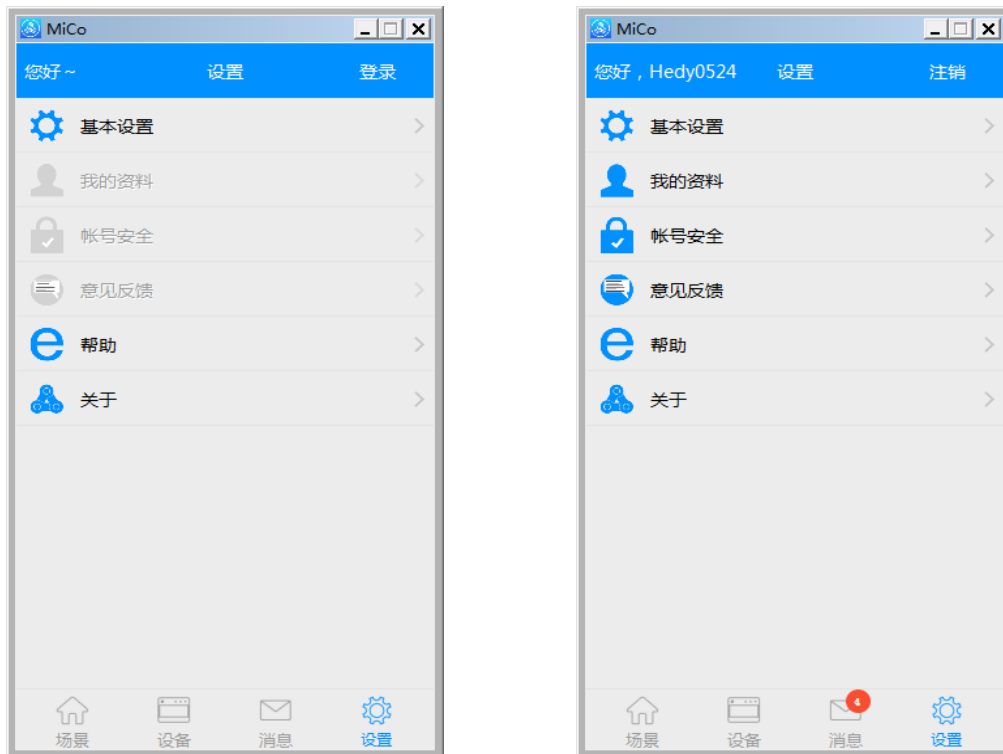 MiCo
您好~ 设置 登录
基本设置
我的资料
帐号安全
意见反馈
帮助
关于
场景 设备 消息 设置
MiCo
您好，Hedy0524 设置 注销
基本设置
我的资料
帐号安全
意见反馈
帮助
关于
4
场景 设备 消息 设置